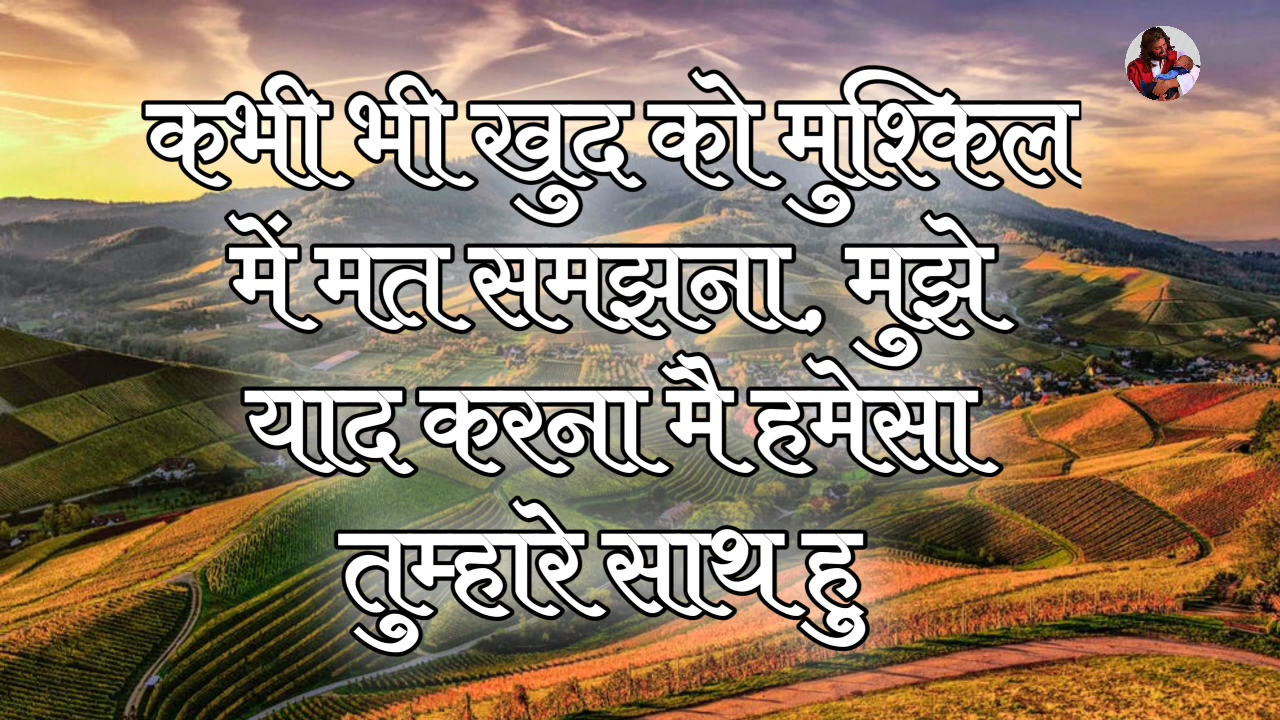 कभी भी खुद को मुश्किल
में मत समझना, मुझे
याद करना मै हमेसा
तुम्हारे साथ हु